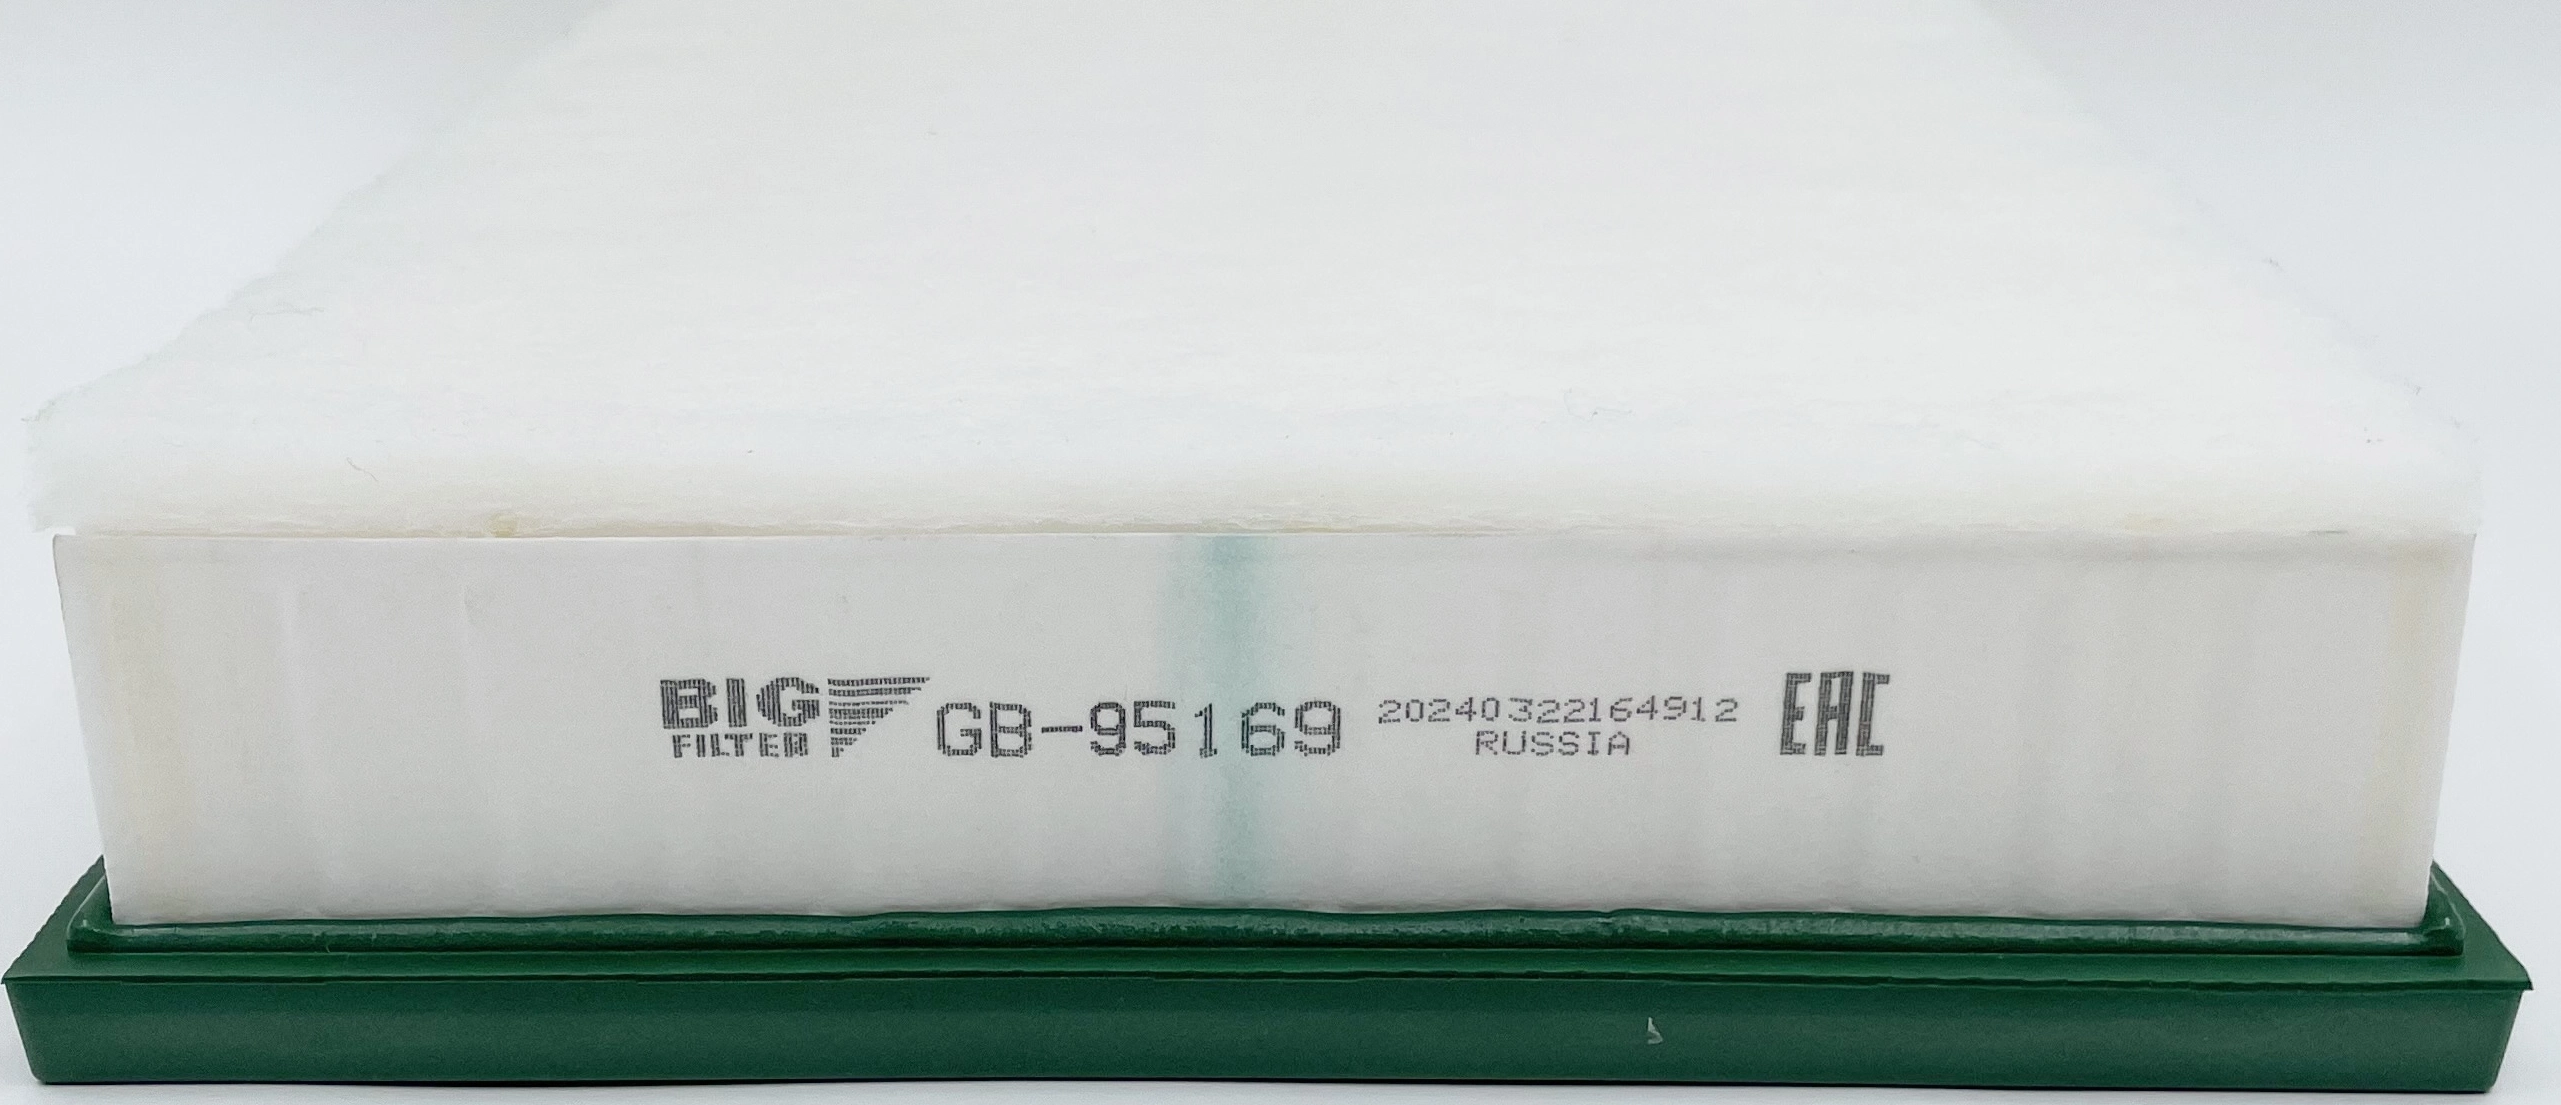 BIG
FILTER
GB-95169
20240322164912
RUSSIA
EAC